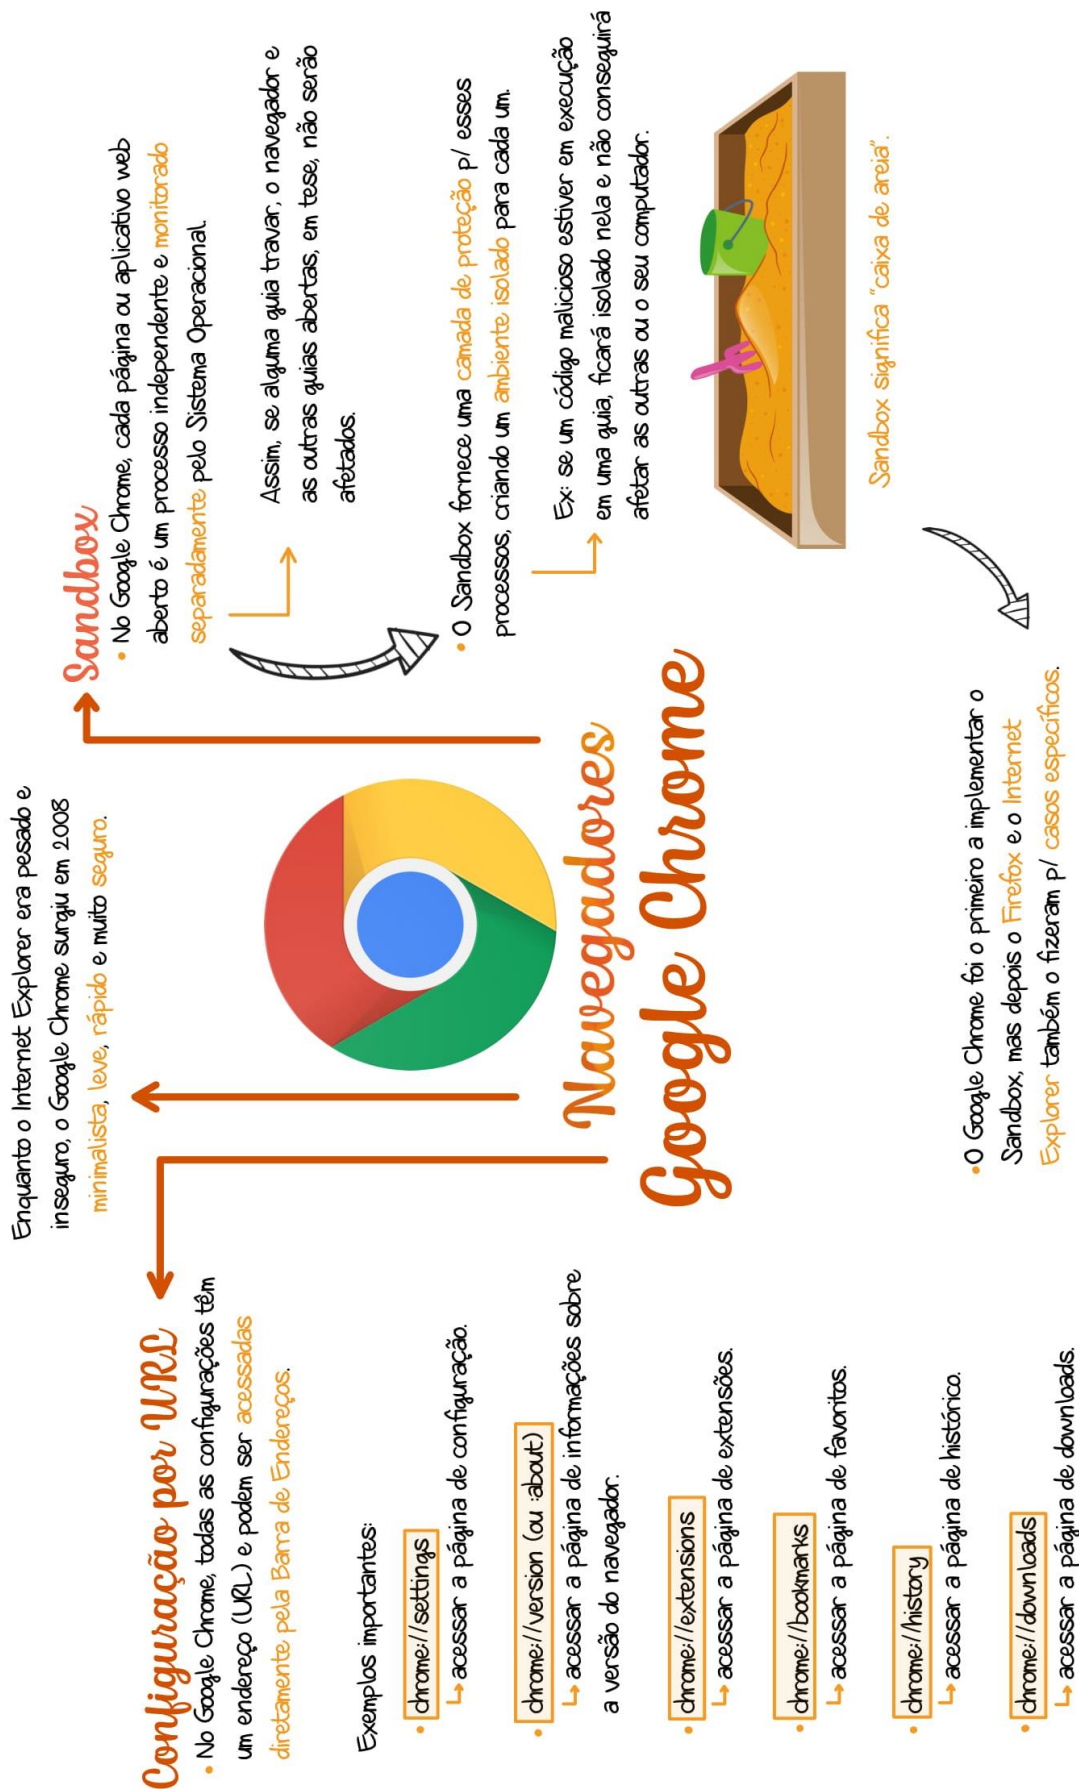 Enquanto o Internet Explorer era pesado e
inseguro, o Google Chrome surgiu em 2008
minimalista, leve, rápido e muito seguro.
Navegadores
Google Chrome
Configuração por URL
• No Google Chrome, todas as configurações têm
um endereço (URL) e podem ser acessadas
diretamente pela Barra de Endereços.
Exemplos importantes:
• chrome://settings
acessar a página de configuração.
• chrome://version (ou :about)
acessar a página de informações sobre
a versão do navegador.
• chrome://extensions
acessar a página de extensões.
• chrome://bookmarks
acessar a página de favoritos.
• chrome://history
acessar a página de histórico.
• chrome://downloads
acessar a página de downloads.
Sandbox
• No Google Chrome, cada página ou aplicativo web
aberto é um processo independente e monitorado
separadamente pelo Sistema Operacional.
Assim, se alguma guia travar, o navegador e
as outras guias abertas, em tese, não serão
afetados.
• O Sandbox fornece uma camada de proteção p/ esses
processos, criando um ambiente isolado para cada um.
Ex: se um código malicioso estiver em execução
em uma guia, ficará isolado nela e não conseguirá
afetar as outras ou o seu computador.
Sandbox significa "caixa de areia".
• O Google Chrome foi o primeiro a implementar o
Sandbox, mas depois o Firefox e o Internet
Explorer também o fizeram p/ casos específicos.